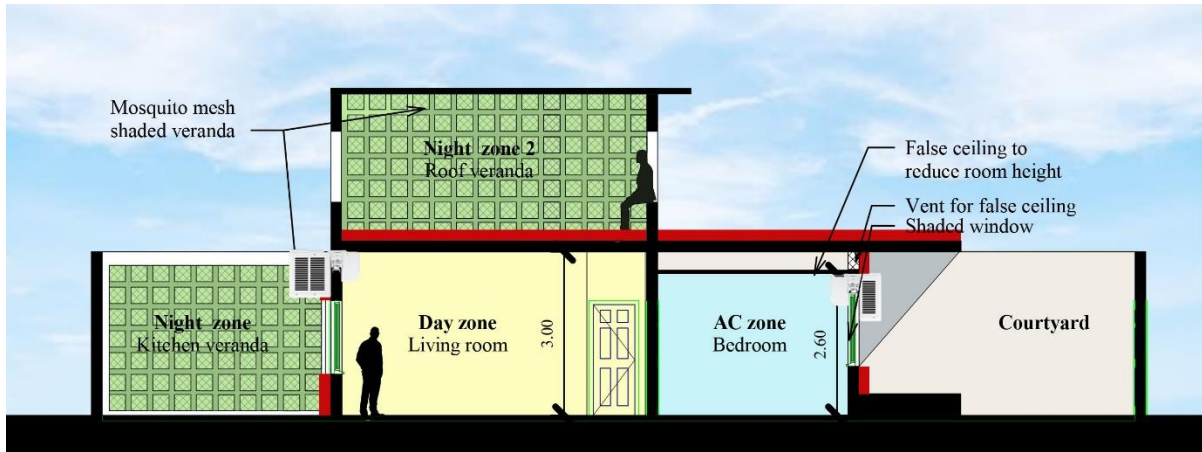 Mosquito mesh
shaded veranda
Night zone 2
Roof veranda
False ceiling to
reduce room height
Vent for false ceiling
Shaded window
Night zone
Kitchen veranda
Day zone
Living room
3.00
AC zone
Bedroom
2.60
Courtyard